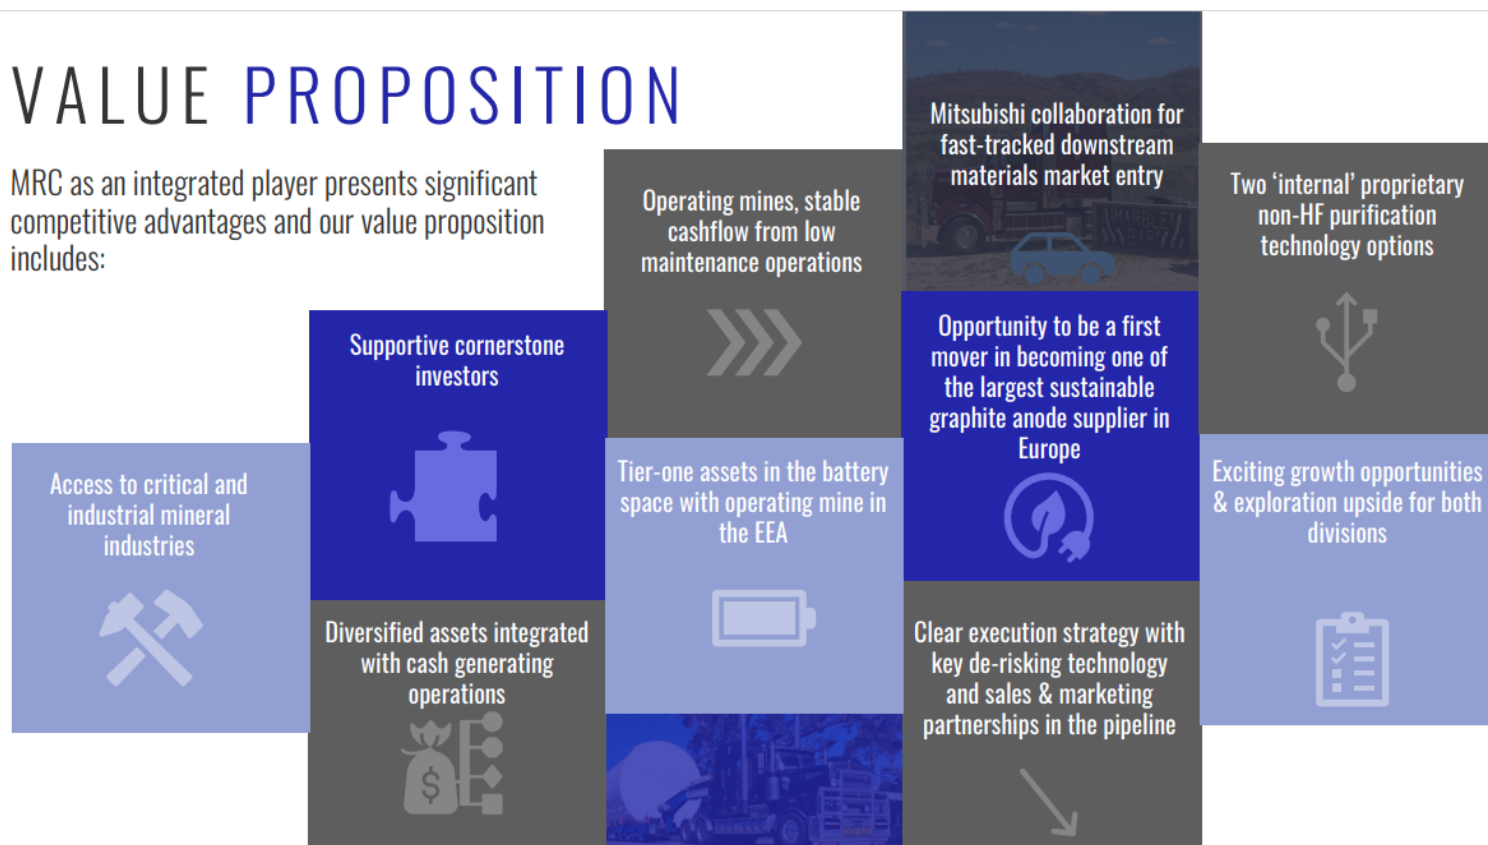 VALUE PROPOSITION
MRC as an integrated player presents significant
competitive advantages and our value proposition
includes:
Access to critical and
industrial mineral
industries
Supportive cornerstone
investors
Diversified assets integrated
with cash generating
operations
$
Operating mines, stable
cashflow from low
maintenance operations
Tier-one assets in the battery
space with operating mine in
the EEA
Mitsubishi collaboration for
fast-tracked downstream
materials market entry
MARBLE
BAR
Opportunity to be a first
mover in becoming one of
the largest sustainable
graphite anode supplier in
Europe
Clear execution strategy with
key de-risking technology
and sales & marketing
partnerships in the pipeline
Two ‘internal’ proprietary
non-HF purification
technology options
Exciting growth opportunities
& exploration upside for both
divisions